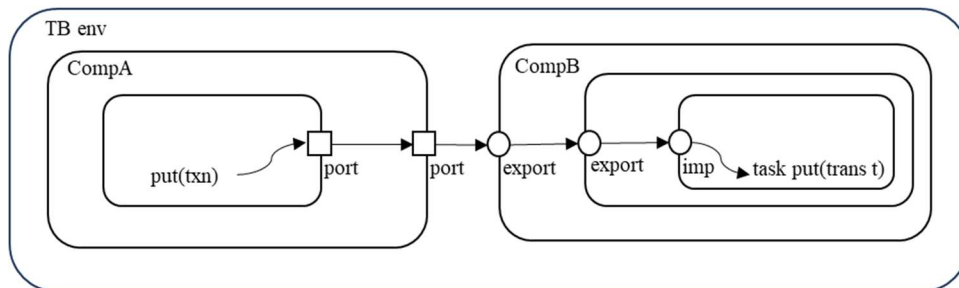 TB env
CompA
CompB
put(txn)
port
port
export
export
imp
task put(trans t)